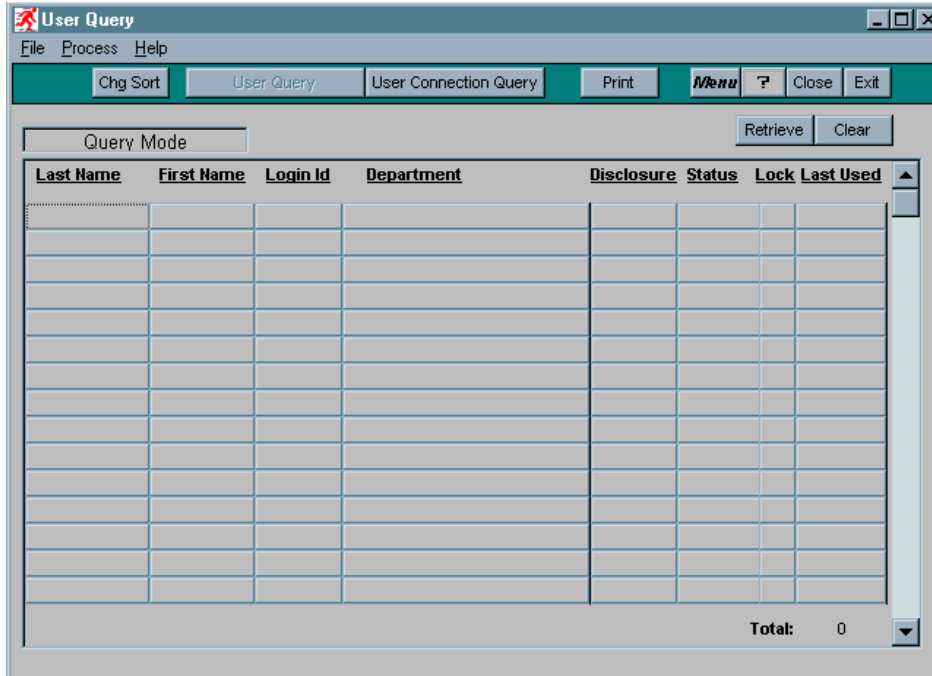 User Query
File Process Help
Chg Sort User Query User Connection Query Print Menu ? Close Exit
Retrieve Clear
Query Mode
Last Name First Name Login Id Department Disclosure Status Lock Last Used
Total: 0